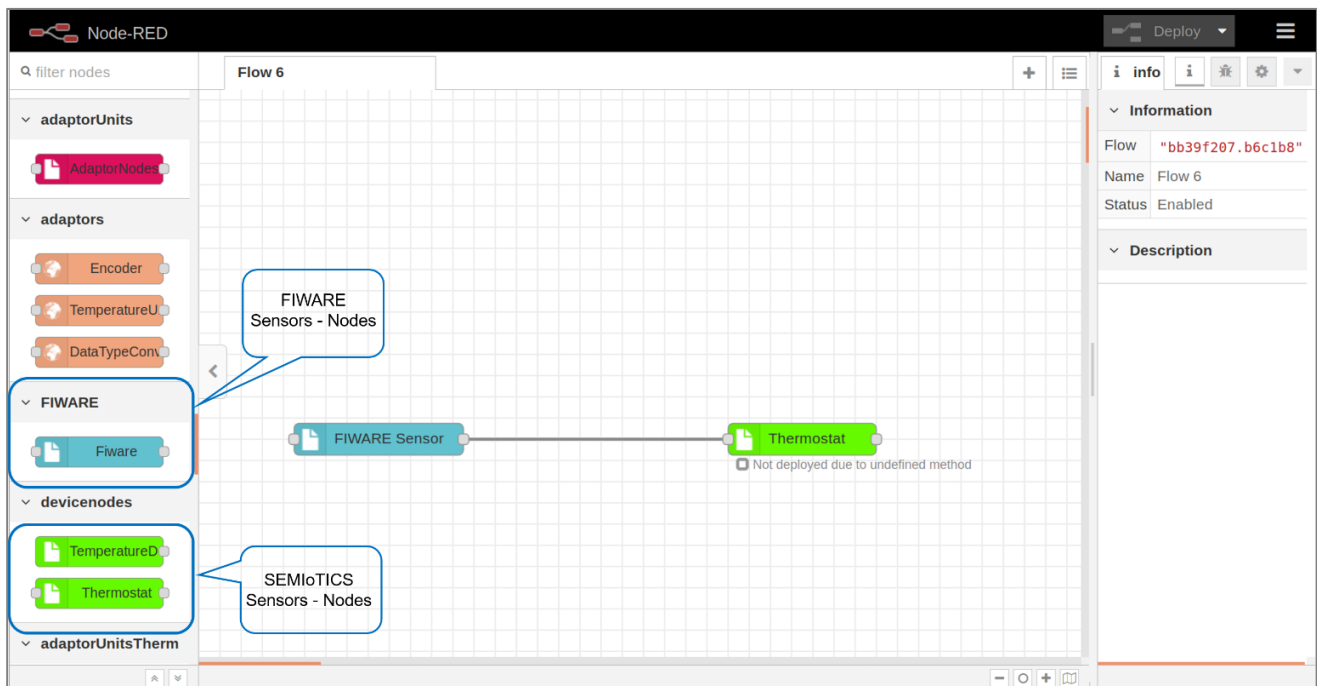 Node-RED
Deploy
filter nodes
Flow 6
info
adaptorUnits
AdaptorNodes
adaptors
Encoder
TemperatureU
DataTypeConv
FIWARE
Fiware
devicenodes
TemperatureD
Thermostat
adaptorUnitsTherm
FIWARE
Sensors - Nodes
SEMIoTICS
Sensors - Nodes
FIWARE Sensor
Thermostat
Not deployed due to undefined method
Information
Flow "bb39f207.b6c1b8"
Name Flow 6
Status Enabled
Description